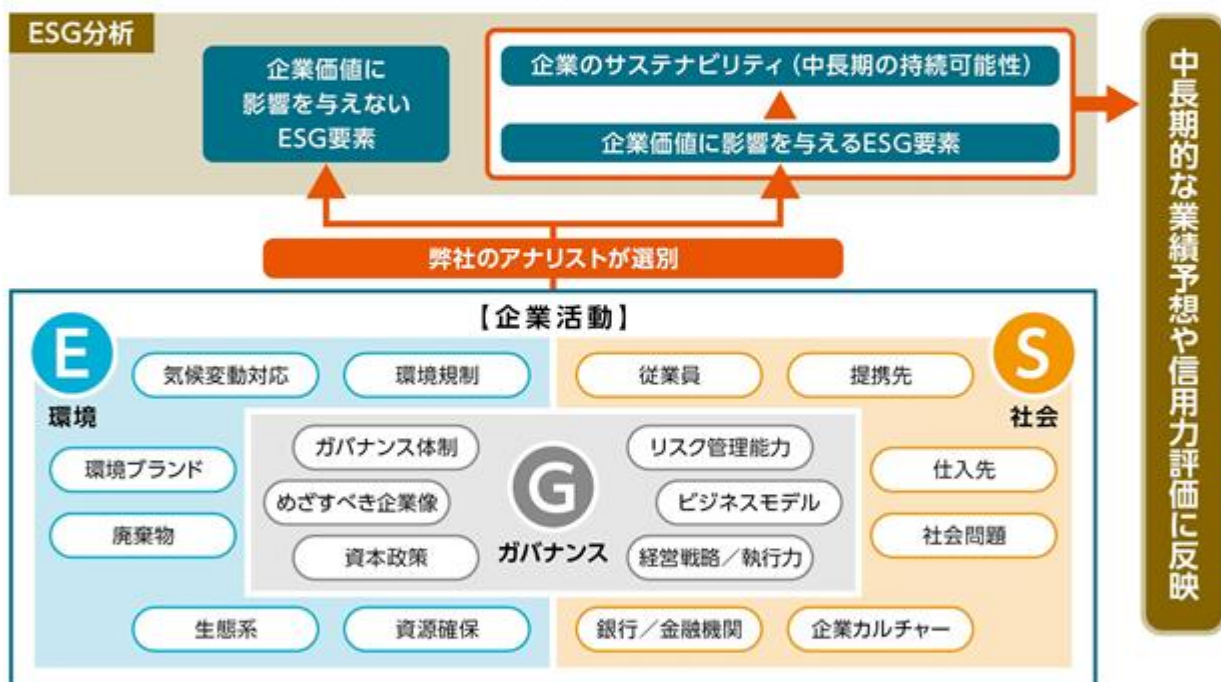 ESG分析
企業価値に
影響を与えない
ESG要素
企業のサステナビリティ（中長期の持続可能性）
企業価値に影響を与えるESG要素
中長期的な業績予想や信用力評価に反映
弊社のアナリストが選別
【企業活動】
E
環境
S
社会
気候変動対応
環境規制
従業員
提携先
環境ブランド
廃棄物
ガバナンス体制
めざすべき企業像
資本政策
G
ガバナンス
リスク管理能力
ビジネスモデル
経営戦略／執行力
仕入先
社会問題
生態系
資源確保
銀行／金融機関
企業カルチャー